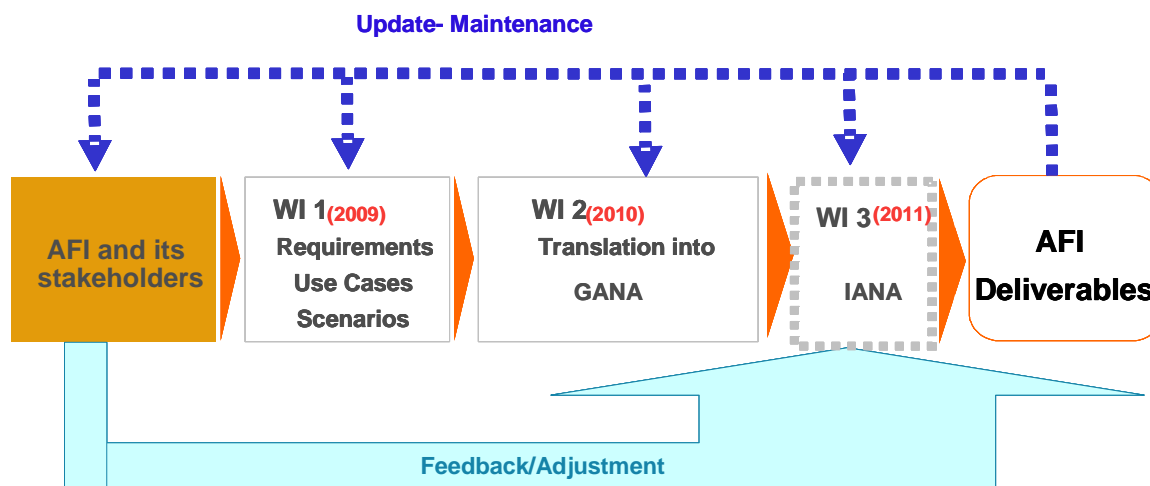 Update- Maintenance
AFI and its
stakeholders
WI 1(2009)
Requirements
Use Cases
Scenarios
WI 2(2010)
Translation into
GANA
WI 3(2011)
IANA
AFI
Deliverables
Feedback/Adjustment